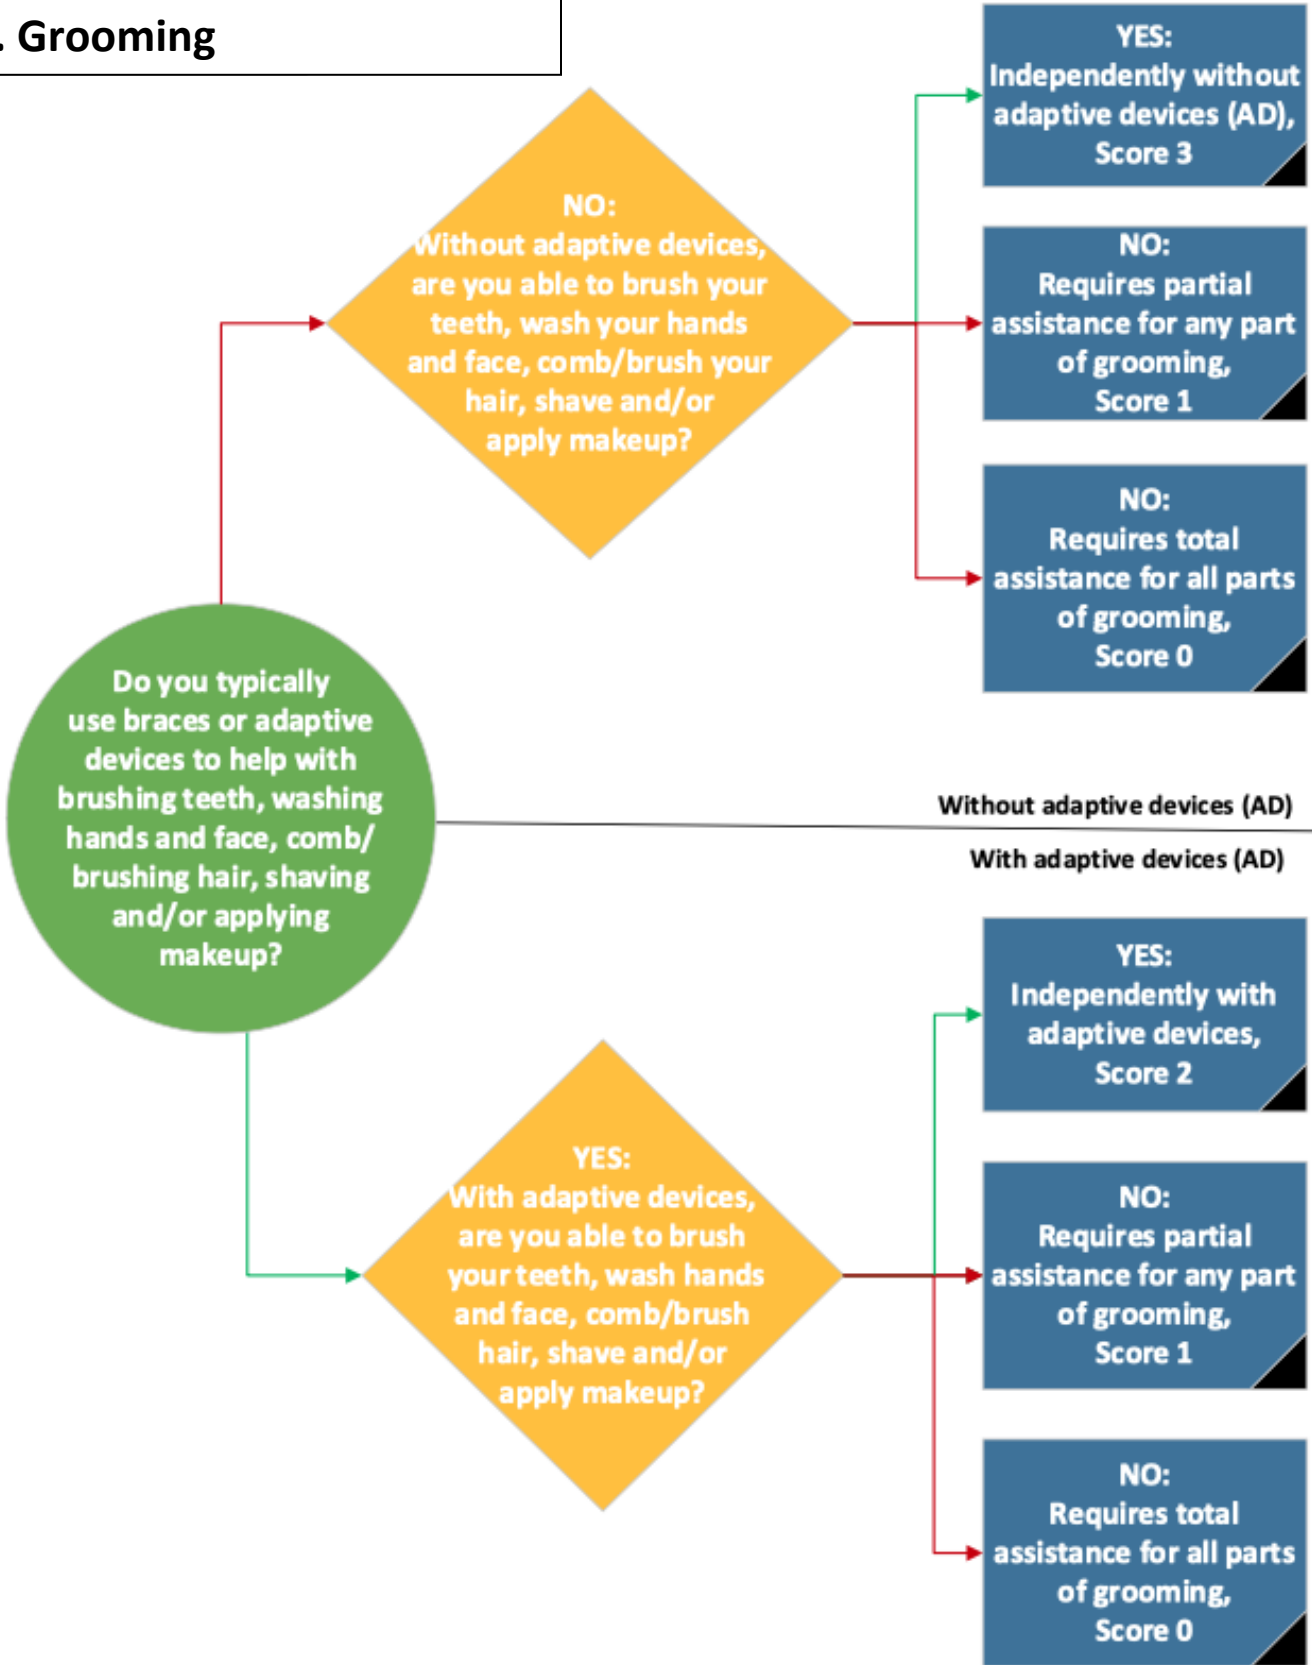 . Grooming
YES:
Independently without
adaptive devices (AD),
Score 3
NO:
Without adaptive devices,
are you able to brush your
teeth, wash your hands
and face, comb/brush your
hair, shave and/or
apply makeup?
NO:
Requires partial
assistance for any part
of grooming,
Score 1
NO:
Requires total
assistance for all parts
of grooming,
Score 0
Do you typically
use braces or adaptive
devices to help with
brushing teeth, washing
hands and face, comb/
brushing hair, shaving
and/or applying
makeup?
Without adaptive devices (AD)
With adaptive devices (AD)
YES:
Independently with
adaptive devices,
Score 2
YES:
With adaptive devices,
are you able to brush
your teeth, wash hands
and face, comb/brush
hair, shave and/or
apply makeup?
NO:
Requires partial
assistance for any part
of grooming,
Score 1
NO:
Requires total
assistance for all parts
of grooming,
Score 0